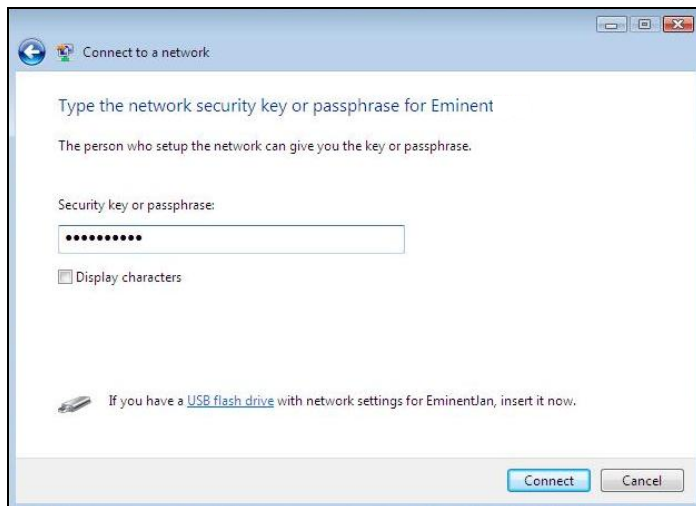 Connect to a network
Type the network security key or passphrase for Eminent
The person who setup the network can give you the key or passphrase.
Security key or passphrase:
••••••••••
Display characters
If you have a USB flash drive with network settings for EminentJan, insert it now.
Connect Cancel